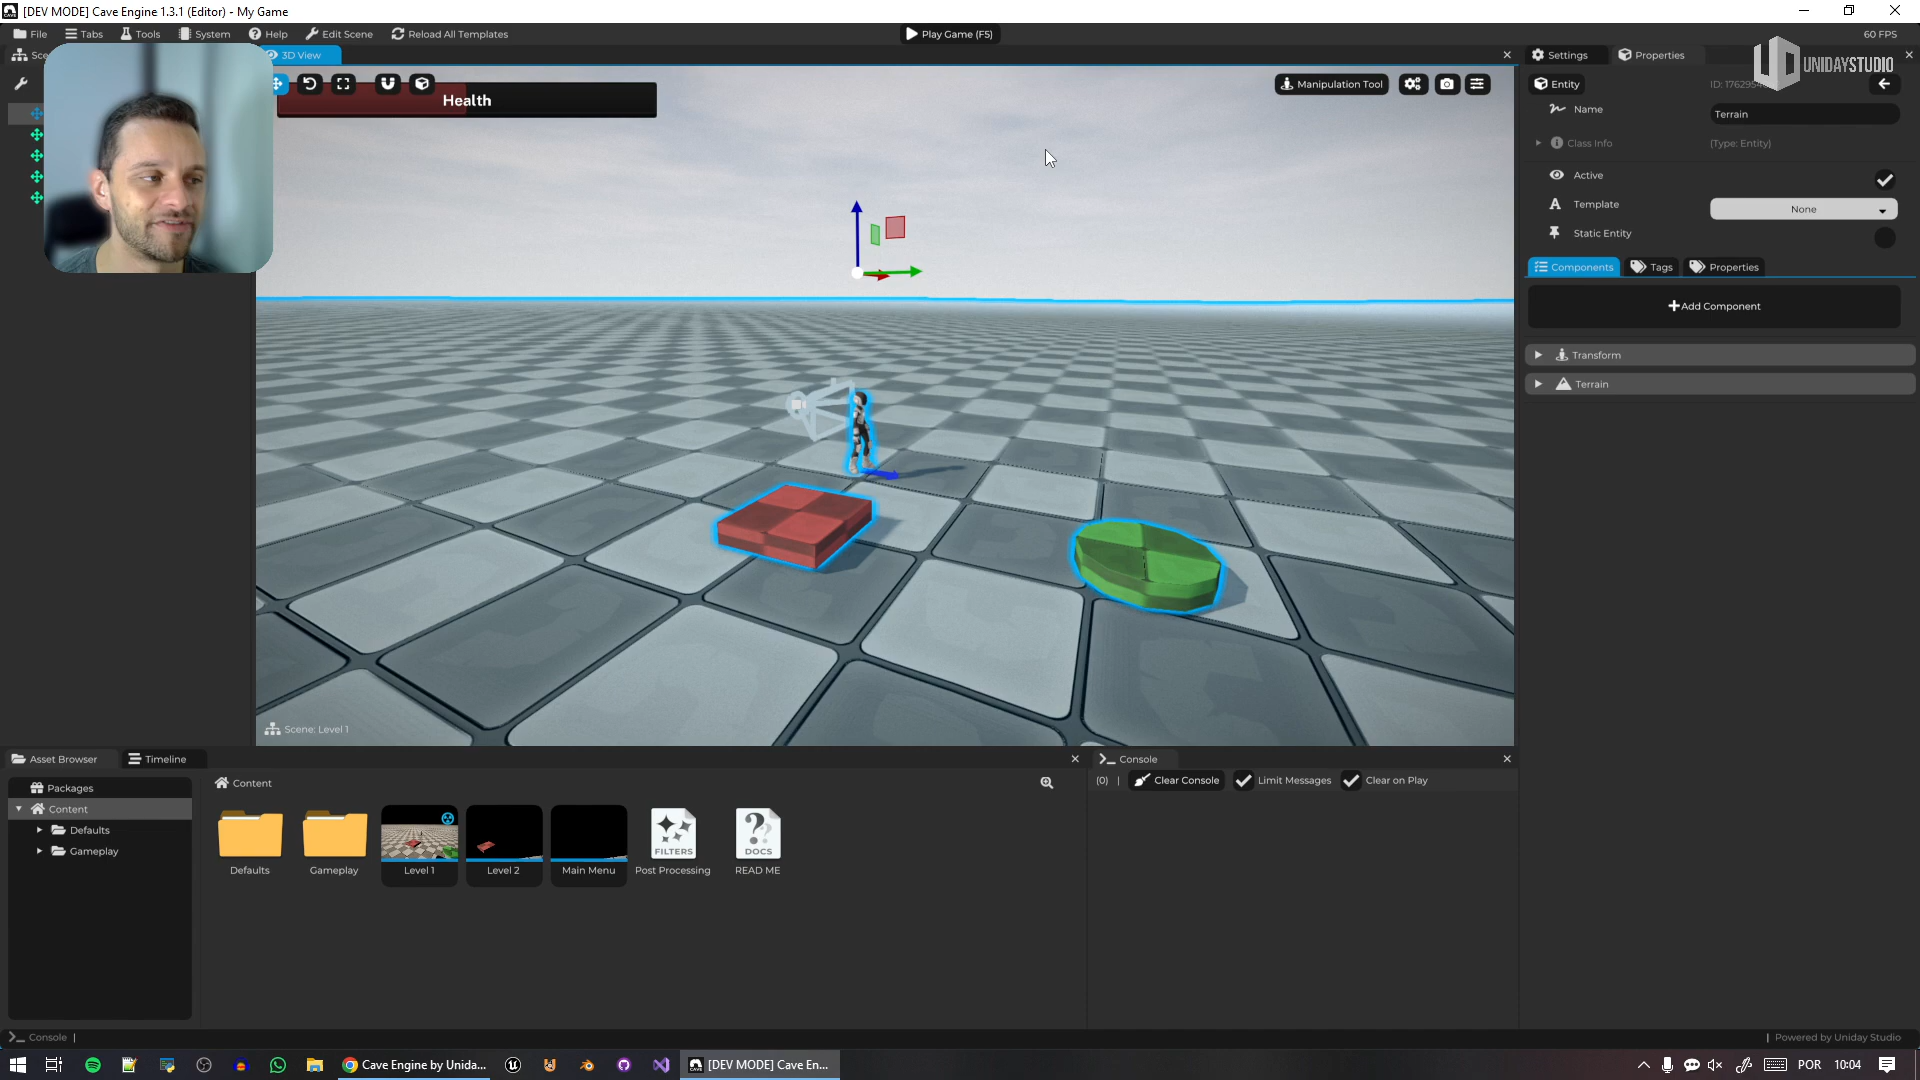 [DEV MODE] Cave Engine 1.3.1 (Editor) - My Game
File Tabs Tools System Help Edit Scene Reload All Templates
Play Game (F5)
60 FPS
3D View
Settings Properties
UNIDAYSTUDIO
Health
Manipulation Tool
Entity
Name Terrain
Class Info (Type: Entity)
Active
Template None
Static Entity
Components Tags Properties
Add Component
Transform
Terrain
Scene: Level 1
Asset Browser Timeline
Console
Packages
Content
Defaults
Gameplay
Content
(0) | Clear Console Limit Messages Clear on Play
FILTERS
DOCS
Defaults Gameplay Level 1 Level 2 Main Menu Post Processing READ ME
Console |
| Powered by Uniday Studio
Cave Engine by Unida...
[DEV MODE] Cave En...
POR 10:04